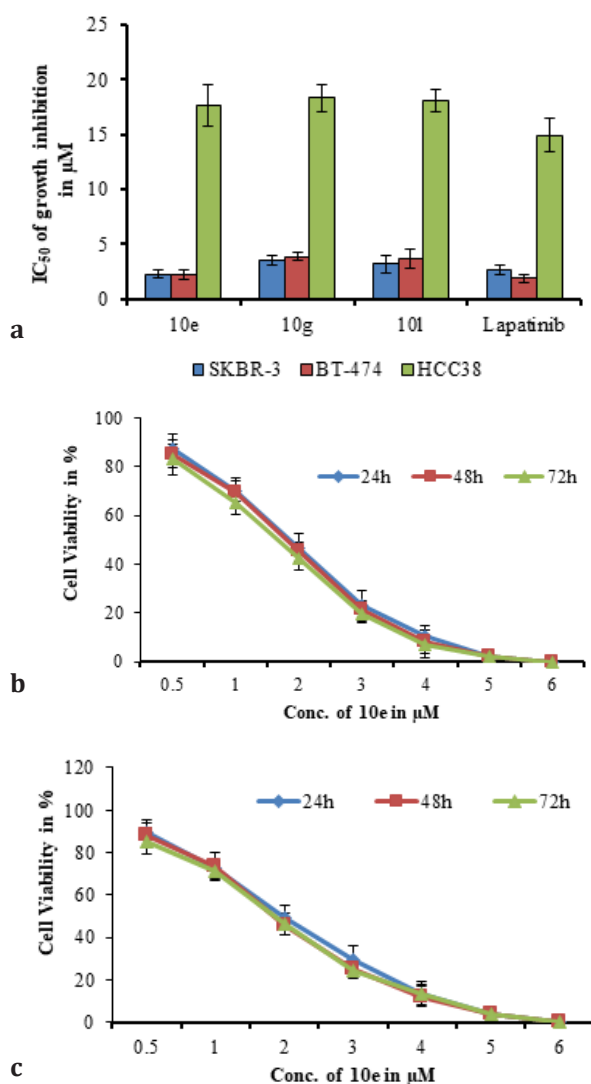 25
20
15
10
5
0
IC50 of growth inhibition
in µM
10e 10g 10l Lapatinib
a
SKBR-3 BT-474 HCC38
100
80
60
40
20
0
Cell Viability in %
24h 48h 72h
0.5 1 2 3 4 5 6
b
Conc. of 10e in µM
120
100
80
60
40
20
0
Cell Viability in %
24h 48h 72h
0.5 1 2 3 4 5 6
Conc. of 10e in µM
c